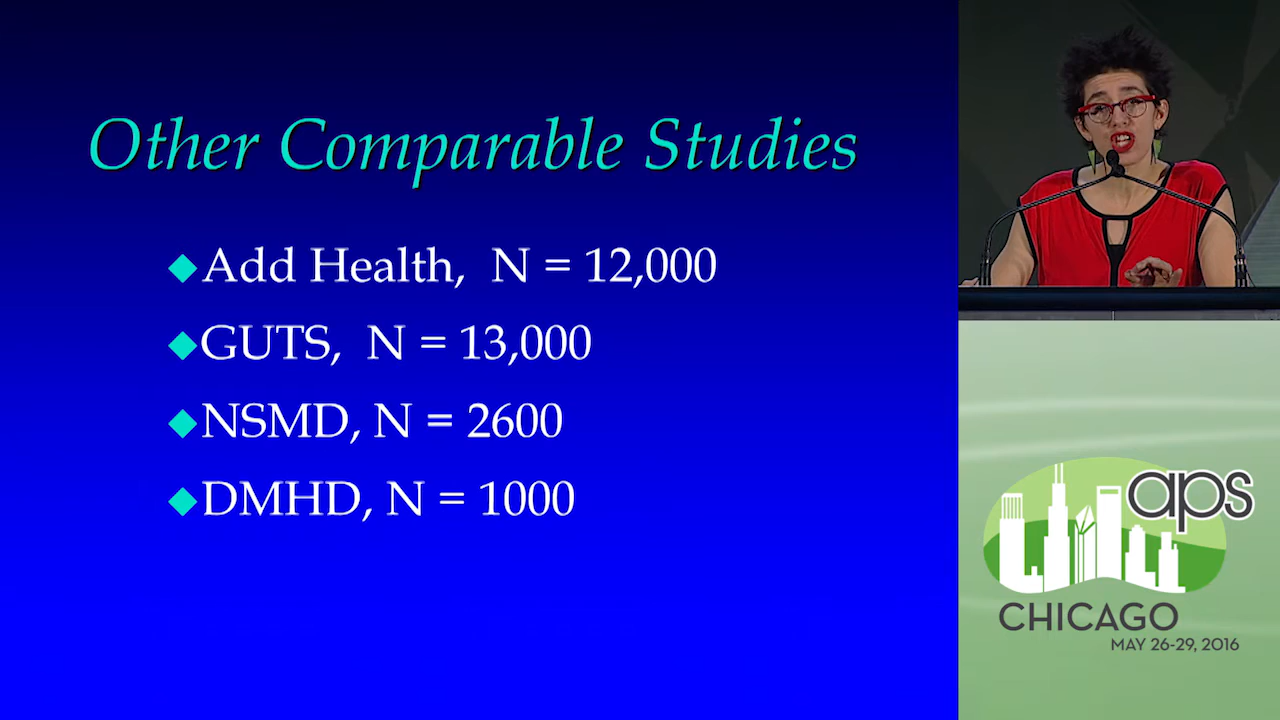 Other Comparable Studies
Add Health, N = 12,000
GUTS, N = 13,000
NSMD, N = 2600
DMHD, N = 1000
aps
CHICAGO
MAY 26-29, 2016